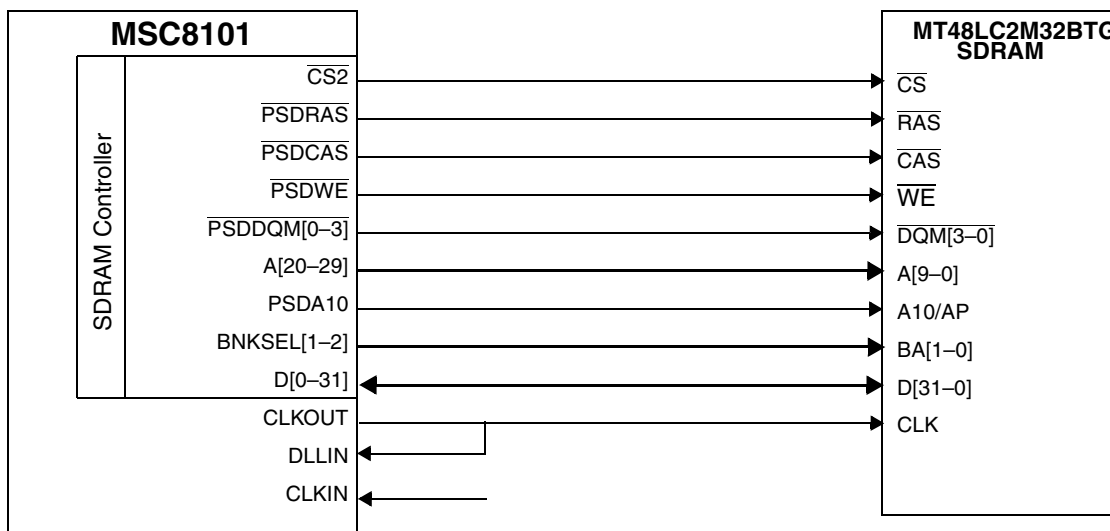 MSC8101
MT48LC2M32BTG
SDRAM
SDRAM Controller
CS2
CS
PSDRAS
RAS
PSDCAS
CAS
PSDWE
WE
PSDDQM[0–3]
DQM[3–0]
A[20–29]
A[9–0]
PSDA10
A10/AP
BNKSEL[1–2]
BA[1–0]
D[0–31]
D[31–0]
CLKOUT
CLK
DLLIN
CLKIN